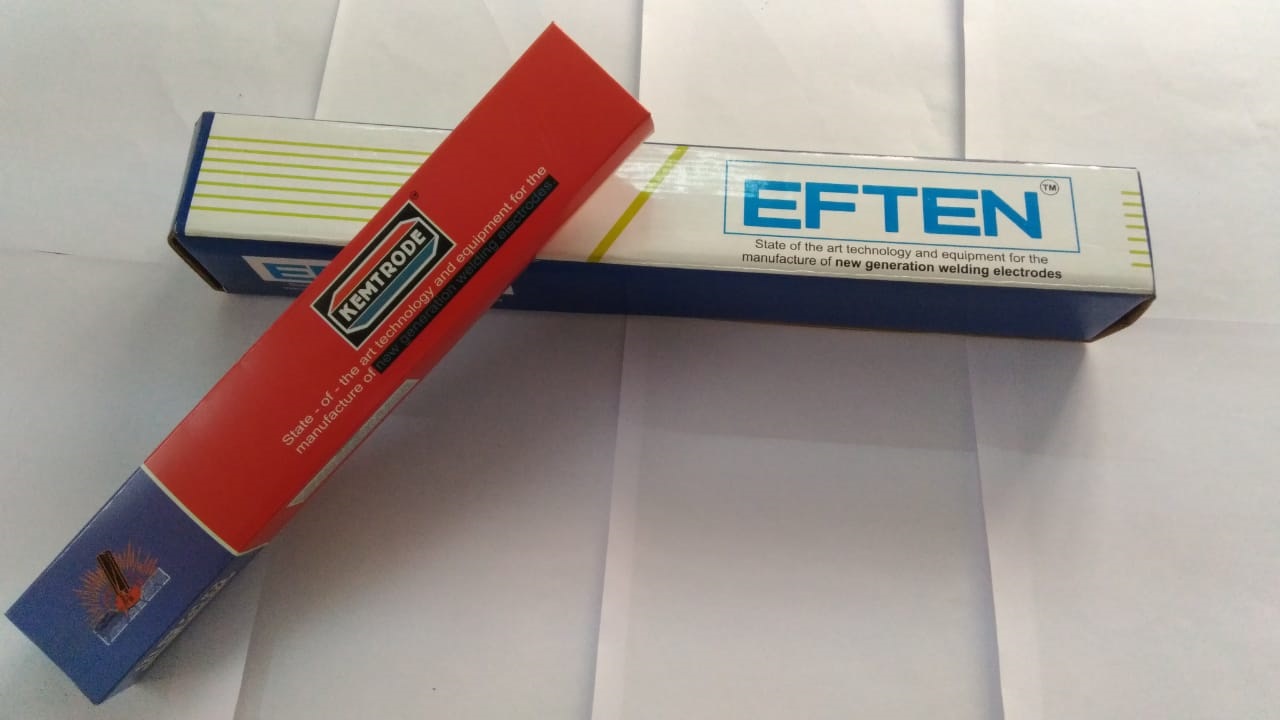 EFTEN™
State of the art technology and equipment for the
manufacture of new generation welding electrodes
KEMTRODE
State - of - the art technology and equipment for the
manufacture of new generation welding electrodes